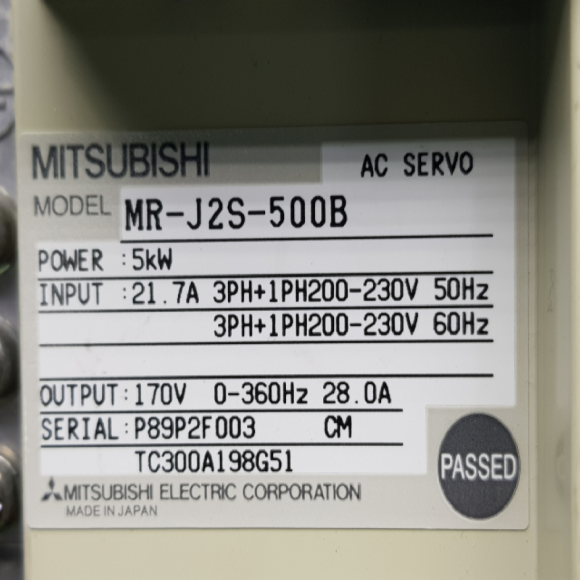 MITSUBISHI AC SERVO
MODEL MR-J2S-500B
POWER :5kW
INPUT :21.7A 3PH+1PH200-230V 50Hz
3PH+1PH200-230V 60Hz
OUTPUT:170V 0-360Hz 28.0A
SERIAL:P89P2F003 CM
TC300A198G51
PASSED
MITSUBISHI ELECTRIC CORPORATION
MADE IN JAPAN